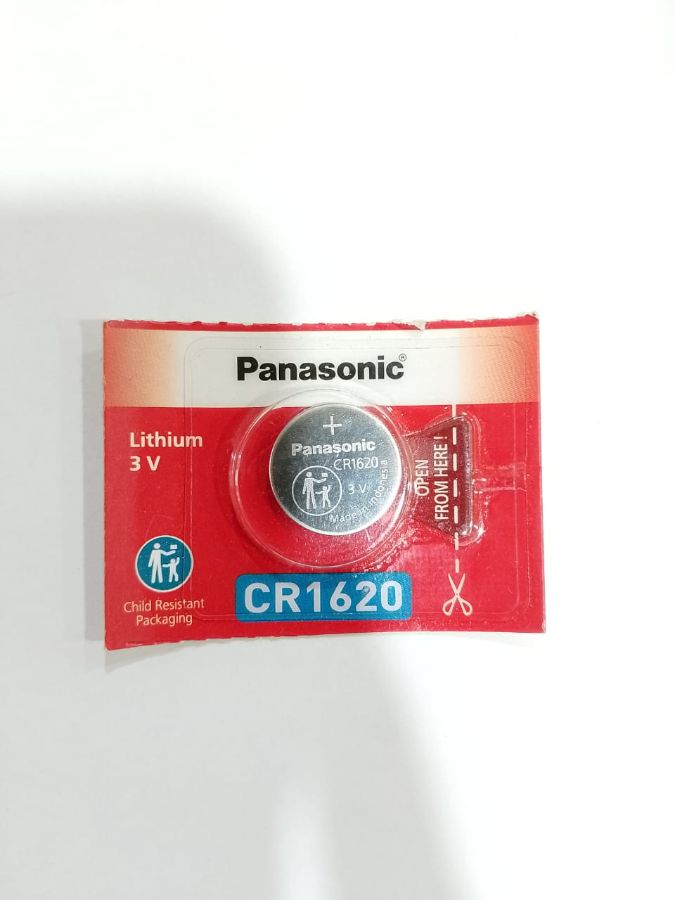 Panasonic®
Lithium
3 V
+
Panasonic
CR1620
3 V
Made in Indonesia
OPEN
FROM HERE !
Child Resistant
Packaging
CR1620